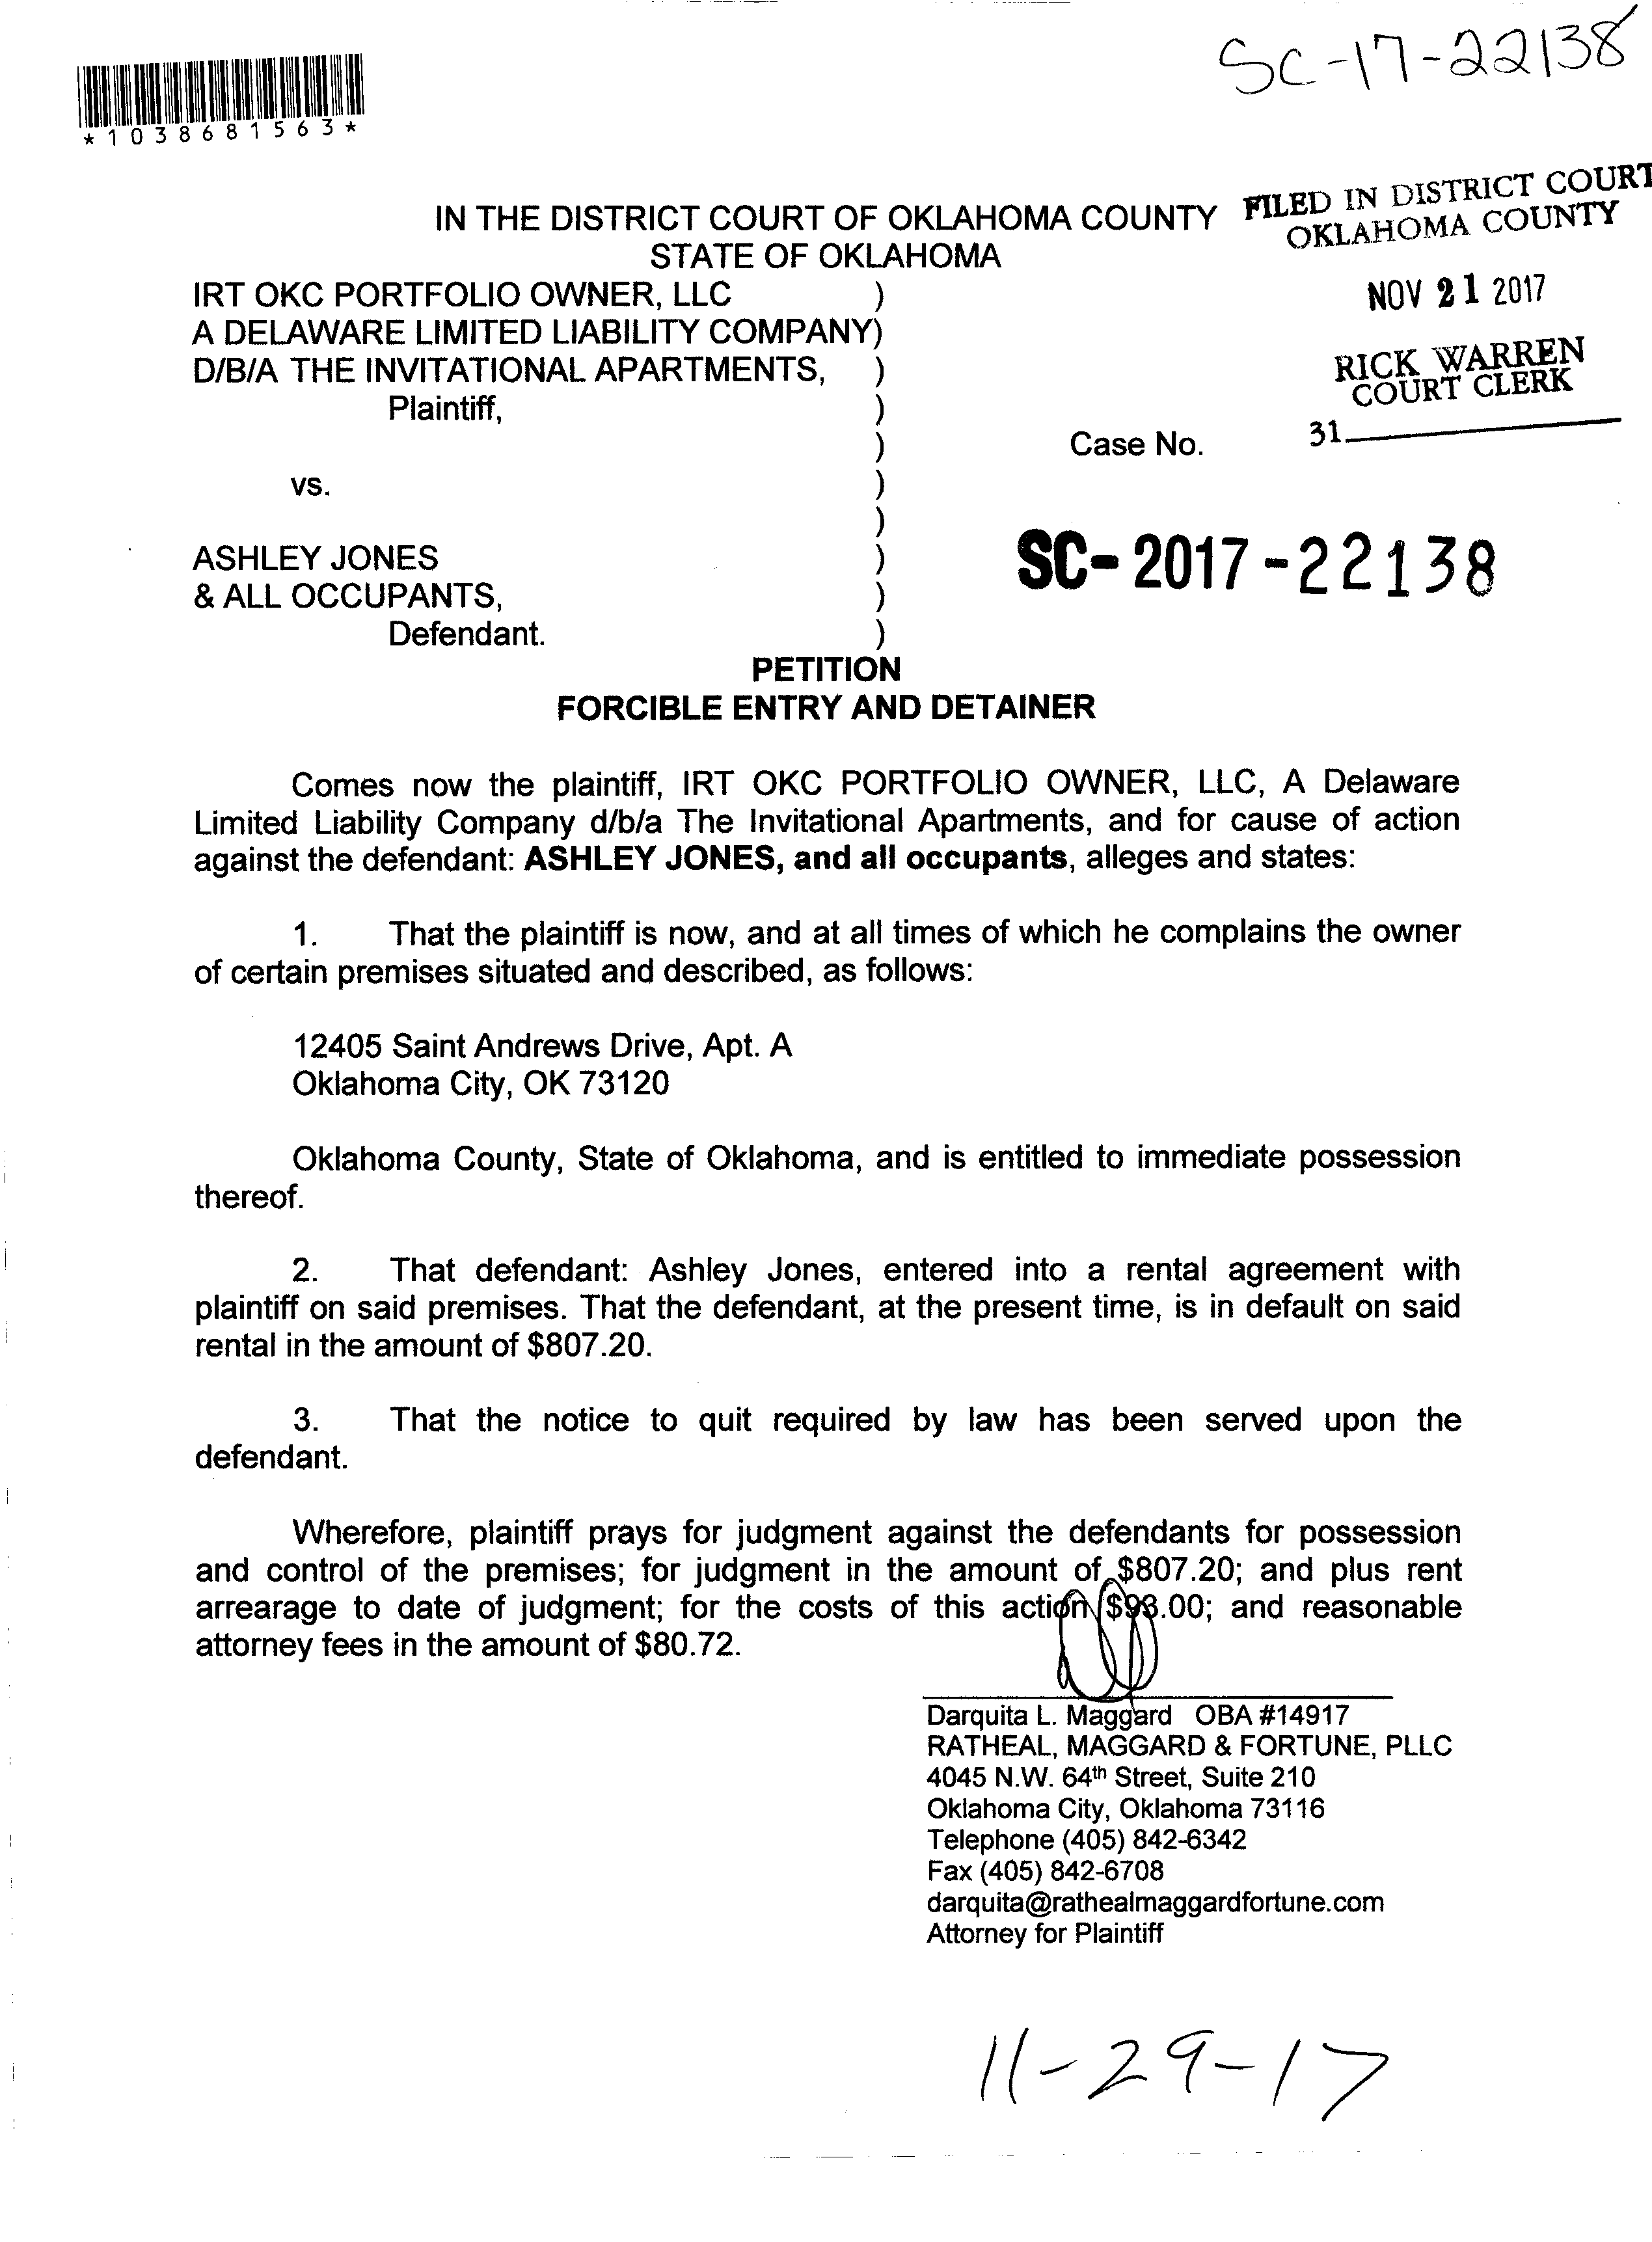 SC-17-22138
*1038681563*
FILED IN DISTRICT COURT
OKLAHOMA COUNTY
IN THE DISTRICT COURT OF OKLAHOMA COUNTY
STATE OF OKLAHOMA
NOV 21 2017
RICK WARREN
COURT CLERK
31
IRT OKC PORTFOLIO OWNER, LLC )
A DELAWARE LIMITED LIABILITY COMPANY)
D/B/A THE INVITATIONAL APARTMENTS, )
Plaintiff, )
) Case No.
vs. )
)
ASHLEY JONES ) SC-2017-22138
& ALL OCCUPANTS, )
Defendant. )
PETITION
FORCIBLE ENTRY AND DETAINER
Comes now the plaintiff, IRT OKC PORTFOLIO OWNER, LLC, A Delaware
Limited Liability Company d/b/a The Invitational Apartments, and for cause of action
against the defendant: ASHLEY JONES, and all occupants, alleges and states:
1. That the plaintiff is now, and at all times of which he complains the owner
of certain premises situated and described, as follows:
12405 Saint Andrews Drive, Apt. A
Oklahoma City, OK 73120
Oklahoma County, State of Oklahoma, and is entitled to immediate possession
thereof.
2. That defendant: Ashley Jones, entered into a rental agreement with
plaintiff on said premises. That the defendant, at the present time, is in default on said
rental in the amount of $807.20.
3. That the notice to quit required by law has been served upon the
defendant.
Wherefore, plaintiff prays for judgment against the defendants for possession
and control of the premises; for judgment in the amount of $807.20; and plus rent
arrearage to date of judgment; for the costs of this action $93.00; and reasonable
attorney fees in the amount of $80.72.
Darquita L. Maggard OBA #14917
RATHEAL, MAGGARD & FORTUNE, PLLC
4045 N.W. 64th Street, Suite 210
Oklahoma City, Oklahoma 73116
Telephone (405) 842-6342
Fax (405) 842-6708
darquita@rathealmaggardfortune.com
Attorney for Plaintiff
11-29-17